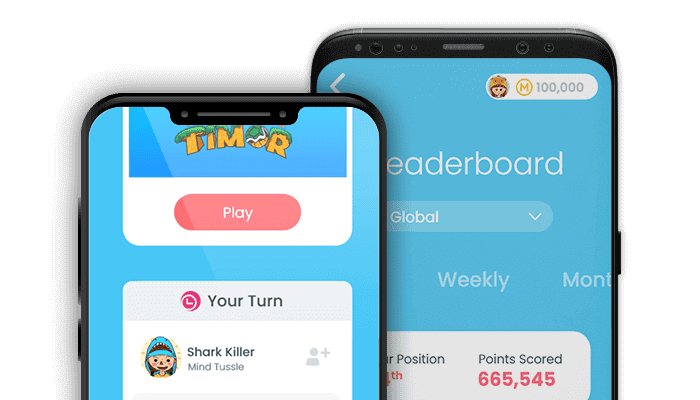 TIMOR
Play
Your Turn
Shark Killer
Mind Tussle
M 100,000
eaderboard
Global
Weekly
Mont
r Position
Points Scored
th
665,545